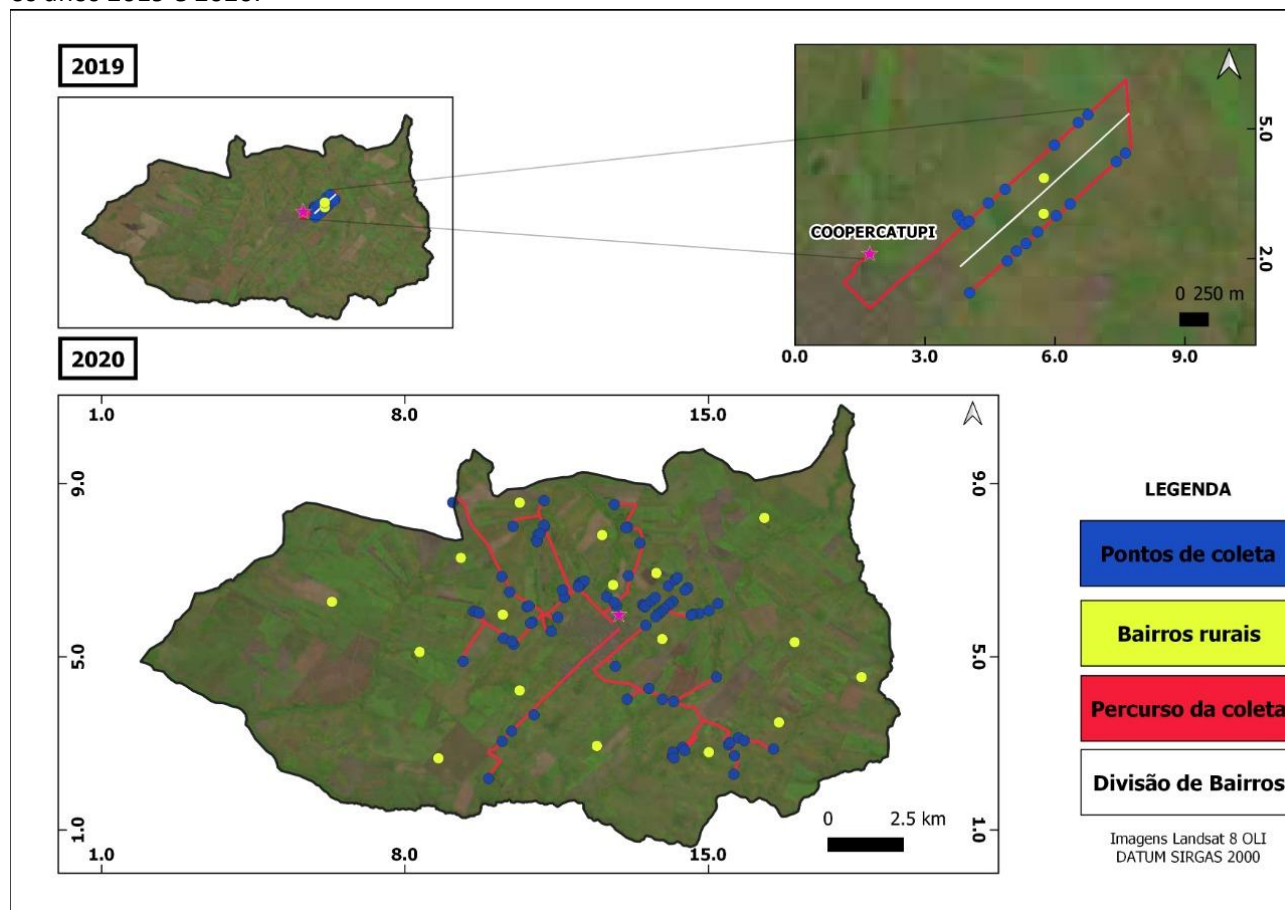 os anos 2019 e 2020.
2019
COOPERCATUPI
5.0
2.0
0 250 m
0.0 3.0 6.0 9.0
2020
1.0 8.0 15.0
9.0 9.0
5.0 5.0
1.0 1.0
0 2.5 km
1.0 8.0 15.0
LEGENDA
Pontos de coleta
Bairros rurais
Percurso da coleta
Divisão de Bairros
Imagens Landsat 8 OLI
DATUM SIRGAS 2000